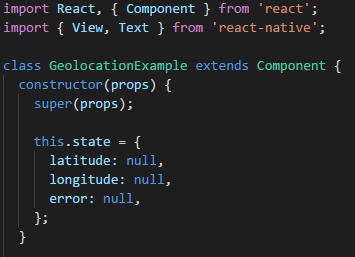 import React, { Component } from 'react';
import { View, Text } from 'react-native';
class GeolocationExample extends Component {
constructor(props) {
super(props);
this.state = {
latitude: null,
longitude: null,
error: null,
};
}